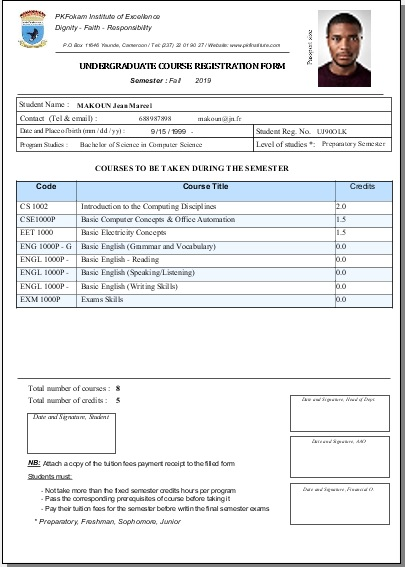 PKFokam Institute of Excellence
Dignity - Faith - Responsibility
P.O Box 11646 Yaunde, Cameroon / Tel: (237) 22 01 90 27 / Website; www.pkfinstitute.com
Passport size
UNDERGRADUATE COURSE REGISTRATION FORM
Semester : Fall 2019
Student Name : MAKOUN Jean Marcel
Contact (Tel & email) : 688987898 makoun@jn.fr
Date and Place of birth (mm / dd / yy) : 9/15/1999 - Student Reg. No. UJ90OLK
Program Studies : Bachelor of Science in Computer Science Level of studies *: Preparatory Semester
COURSES TO BE TAKEN DURING THE SEMESTER
Code Course Title Credits
CS 1002 Introduction to the Computing Disciplines 2.0
CSE1000P Basic Computer Concepts & Office Automation 1.5
EET 1000 Basic Electricity Concepts 1.5
ENG 1000P - G Basic English (Grammar and Vocabulary) 0.0
ENGL 1000P - Basic English - Reading 0.0
ENGL 1000P - Basic English (Speaking/Listening) 0.0
ENGL 1000P - Basic English (Writing Skills) 0.0
EXM 1000P Exams Skills 0.0
Total number of courses : 8
Total number of credits : 5
Date and Signature, Head of Dept.
Date and Signature, Student
Date and Signature, AAO
NB: Attach a copy of the tuition fees payment receipt to the filled form
Students must:
- Not take more than the fixed semester credits hours per program
- Pass the corresponding prerequisites of course before taking it
- Pay their tuition fees for the semester before writin the final semester exams
Date and Signature, Financial O.
* Preparatory, Freshman, Sophomore, Junior